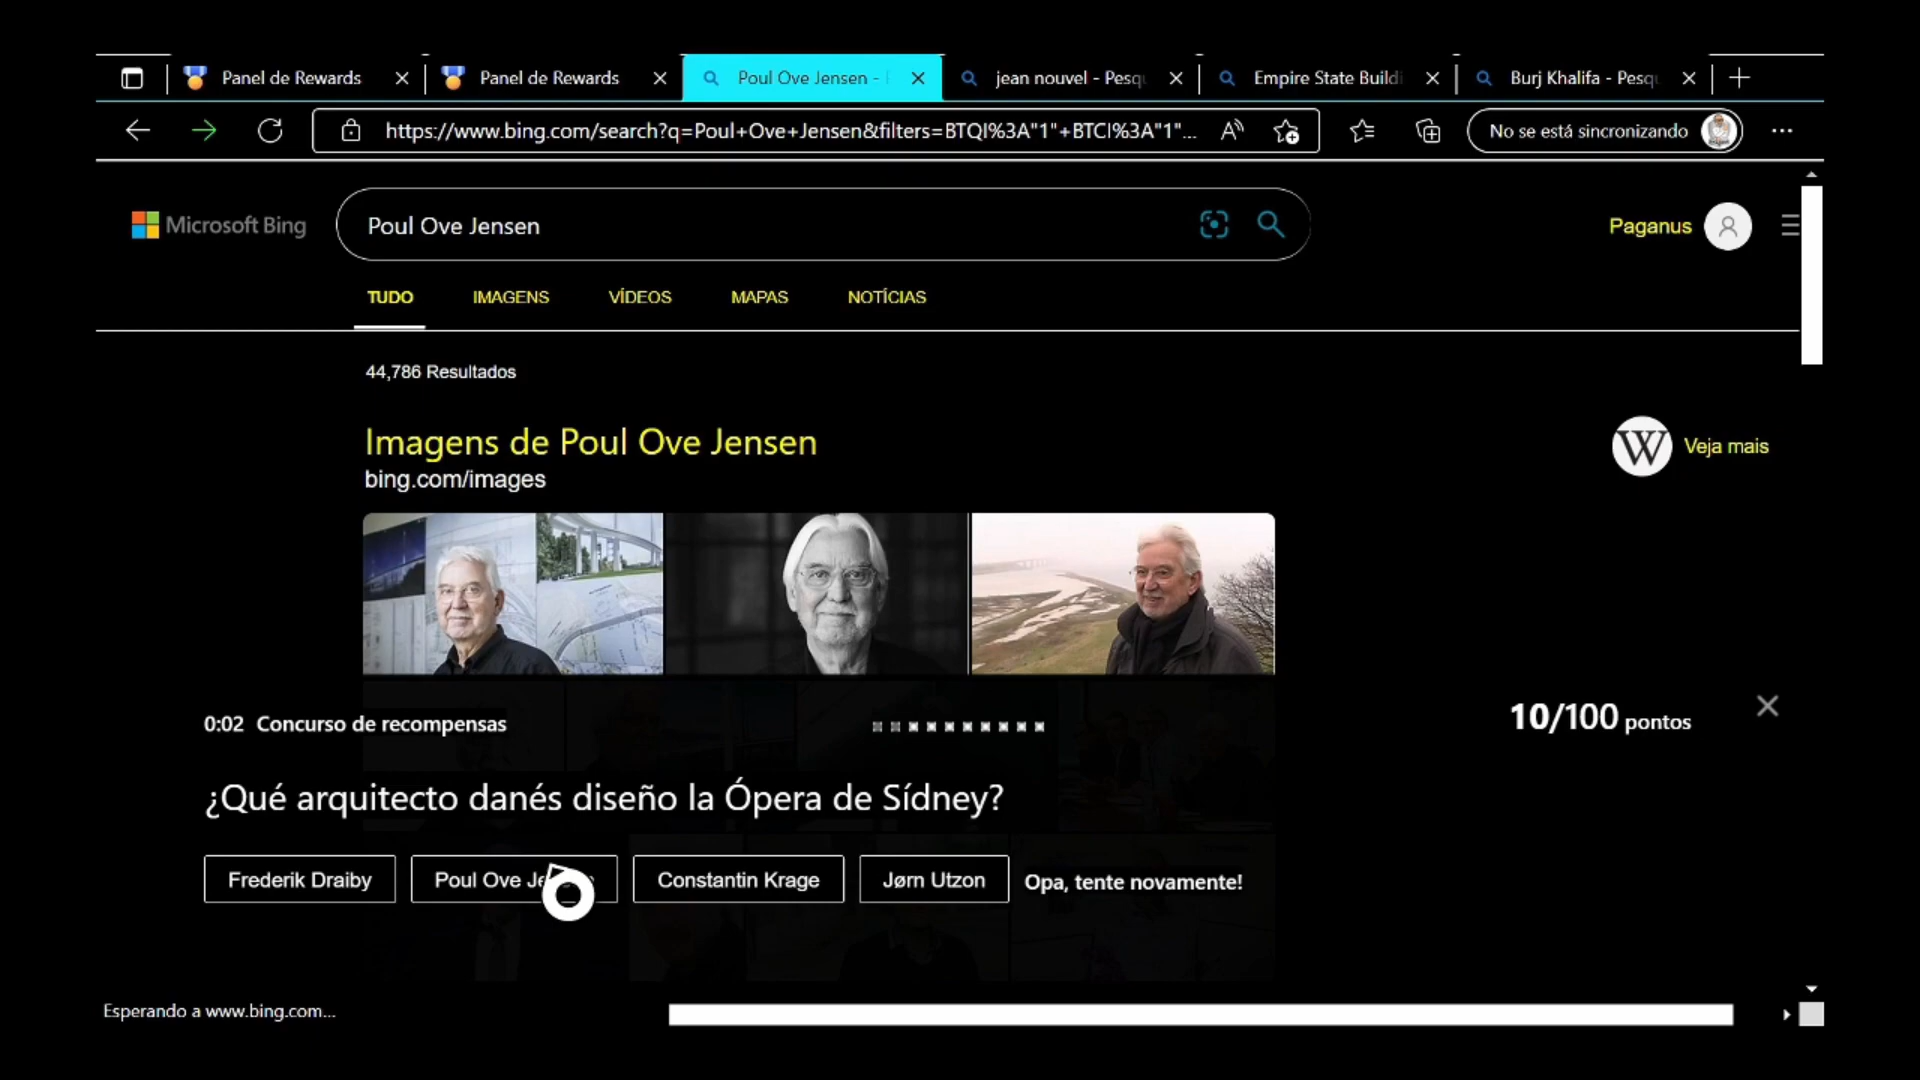 Panel de Rewards
Panel de Rewards
Poul Ove Jensen -
jean nouvel - Pesqu
Empire State Buildi
Burj Khalifa - Pesqu
https://www.bing.com/search?q=Poul+Ove+Jensen&filters=BTQI%3A"1"+BTCI%3A"1"...
No se está sincronizando
Microsoft Bing
Poul Ove Jensen
Paganus
TUDO
IMAGENS
VÍDEOS
MAPAS
NOTÍCIAS
44,786 Resultados
Imagens de Poul Ove Jensen
bing.com/images
W
Veja mais
0:02 Concurso de recompensas
10/100 pontos
¿Qué arquitecto danés diseño la Ópera de Sídney?
Frederik Draiby
Poul Ove
Constantin Krage
Jørn Utzon
Opa, tente novamente!
Esperando a www.bing.com...